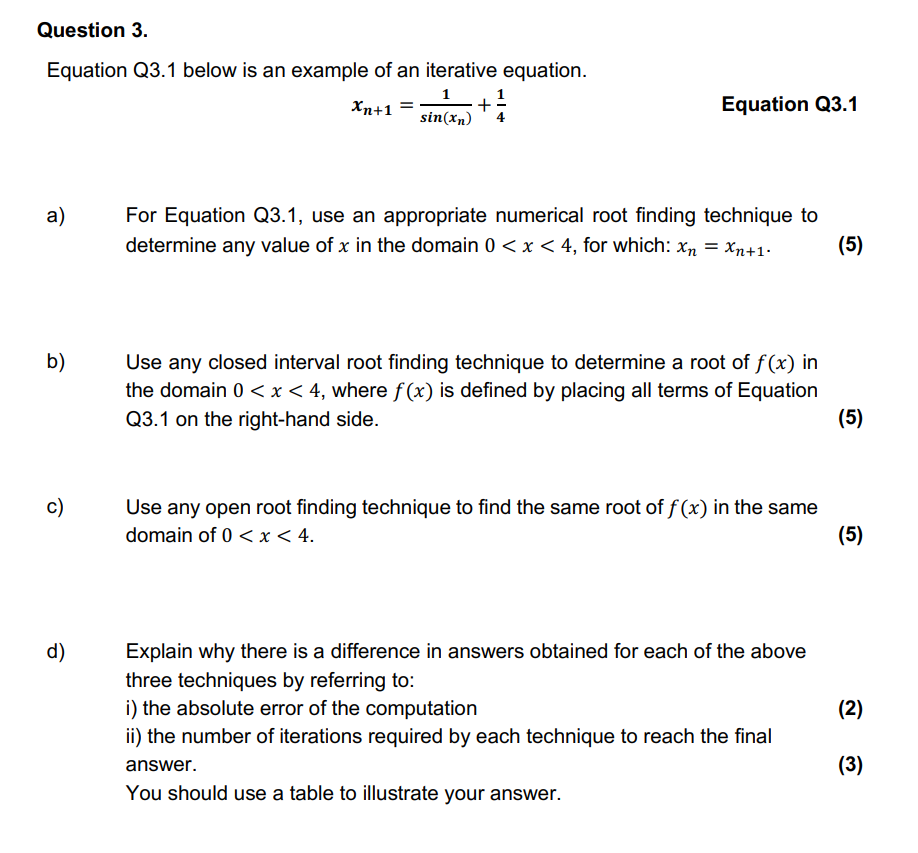 Question 3.
Equation Q3.1 below is an example of an iterative equation.
xₙ₊₁ = 1/sin(xₙ) + 1/4 Equation Q3.1
a) For Equation Q3.1, use an appropriate numerical root finding technique to
determine any value of x in the domain 0 < x < 4, for which: xₙ = xₙ₊₁. (5)
b) Use any closed interval root finding technique to determine a root of f(x) in
the domain 0 < x < 4, where f(x) is defined by placing all terms of Equation
Q3.1 on the right-hand side. (5)
c) Use any open root finding technique to find the same root of f(x) in the same
domain of 0 < x < 4. (5)
d) Explain why there is a difference in answers obtained for each of the above
three techniques by referring to:
i) the absolute error of the computation (2)
ii) the number of iterations required by each technique to reach the final
answer. (3)
You should use a table to illustrate your answer.